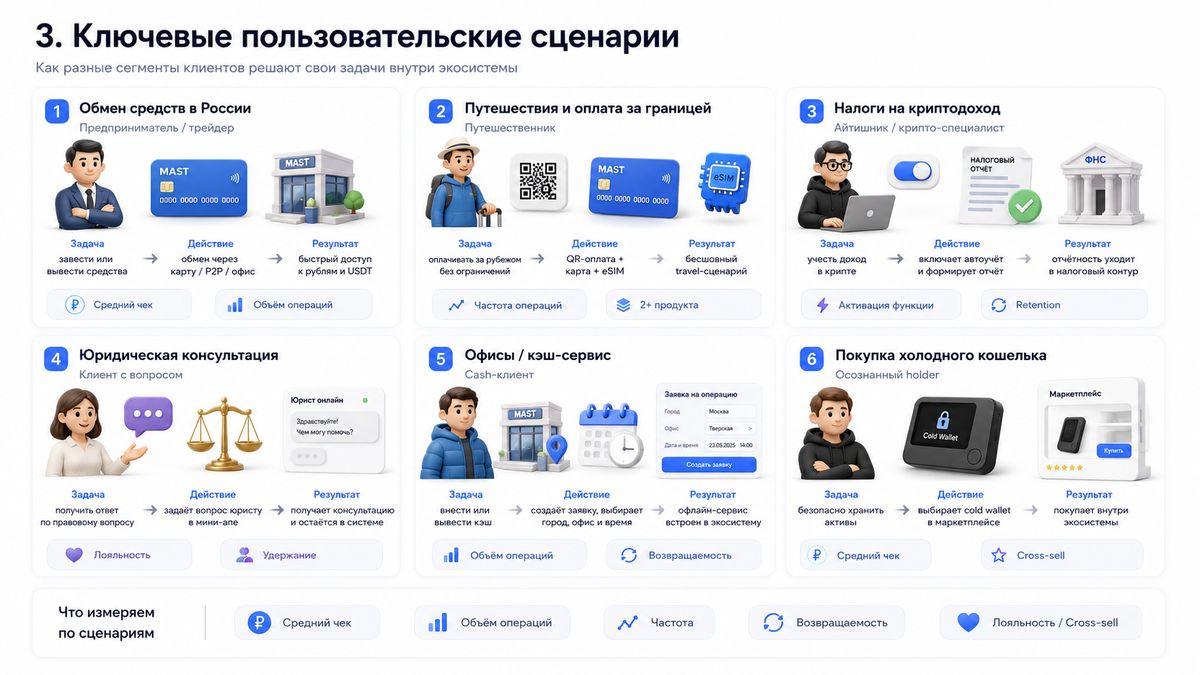 3. Ключевые пользовательские сценарии
Как разные сегменты клиентов решают свои задачи внутри экосистемы
1
Обмен средств в России
Предприниматель / трейдер
MAST
0000 0000 0000 0000
MAST
Задача
завести или
вывести средства
Действие
обмен через
карту / P2P / офис
Результат
быстрый доступ
к рублям и USDT
Средний чек
Объём операций
2
Путешествия и оплата за границей
Путешественник
MAST
0000 0000 0000 0000
eSIM
Задача
оплачивать за рубежом
без ограничений
Действие
QR-оплата +
карта + eSIM
Результат
бесшовный
travel-сценарий
Частота операций
2+ продукта
3
Налоги на криптодоход
Айтишник / крипто-специалист
НАЛОГОВЫЙ
ОТЧЁТ
ФНС
Задача
учесть доход
в крипте
Действие
включает автоучёт
и формирует отчёт
Результат
отчётность уходит
в налоговый контур
Активация функции
Retention
4
Юридическая консультация
Клиент с вопросом
Юрист онлайн
Здравствуйте!
Чем могу помочь?
Задача
получить ответ
по правовому вопросу
Действие
задаёт вопрос юристу
в мини-апе
Результат
получает консультацию
и остаётся в системе
Лояльность
Удержание
5
Офисы / кэш-сервис
Cash-клиент
MAST
Заявка на операцию
Город Москва
Офис Тверская >
Дата и время 23.05.2025 14:00
Создать заявку
Задача
внести или
вывести кэш
Действие
создаёт заявку, выбирает
город, офис и время
Результат
офлайн-сервис
встроен в экосистему
Объём операций
Возвращаемость
6
Покупка холодного кошелька
Осознанный holder
Cold Wallet
Маркетплейс
Купить
Задача
безопасно хранить
активы
Действие
выбирает cold wallet
в маркетплейсе
Результат
покупает внутри
экосистемы
Средний чек
Cross-sell
Что измеряем
по сценариям
Средний чек
Объём операций
Частота
Возвращаемость
Лояльность / Cross-sell